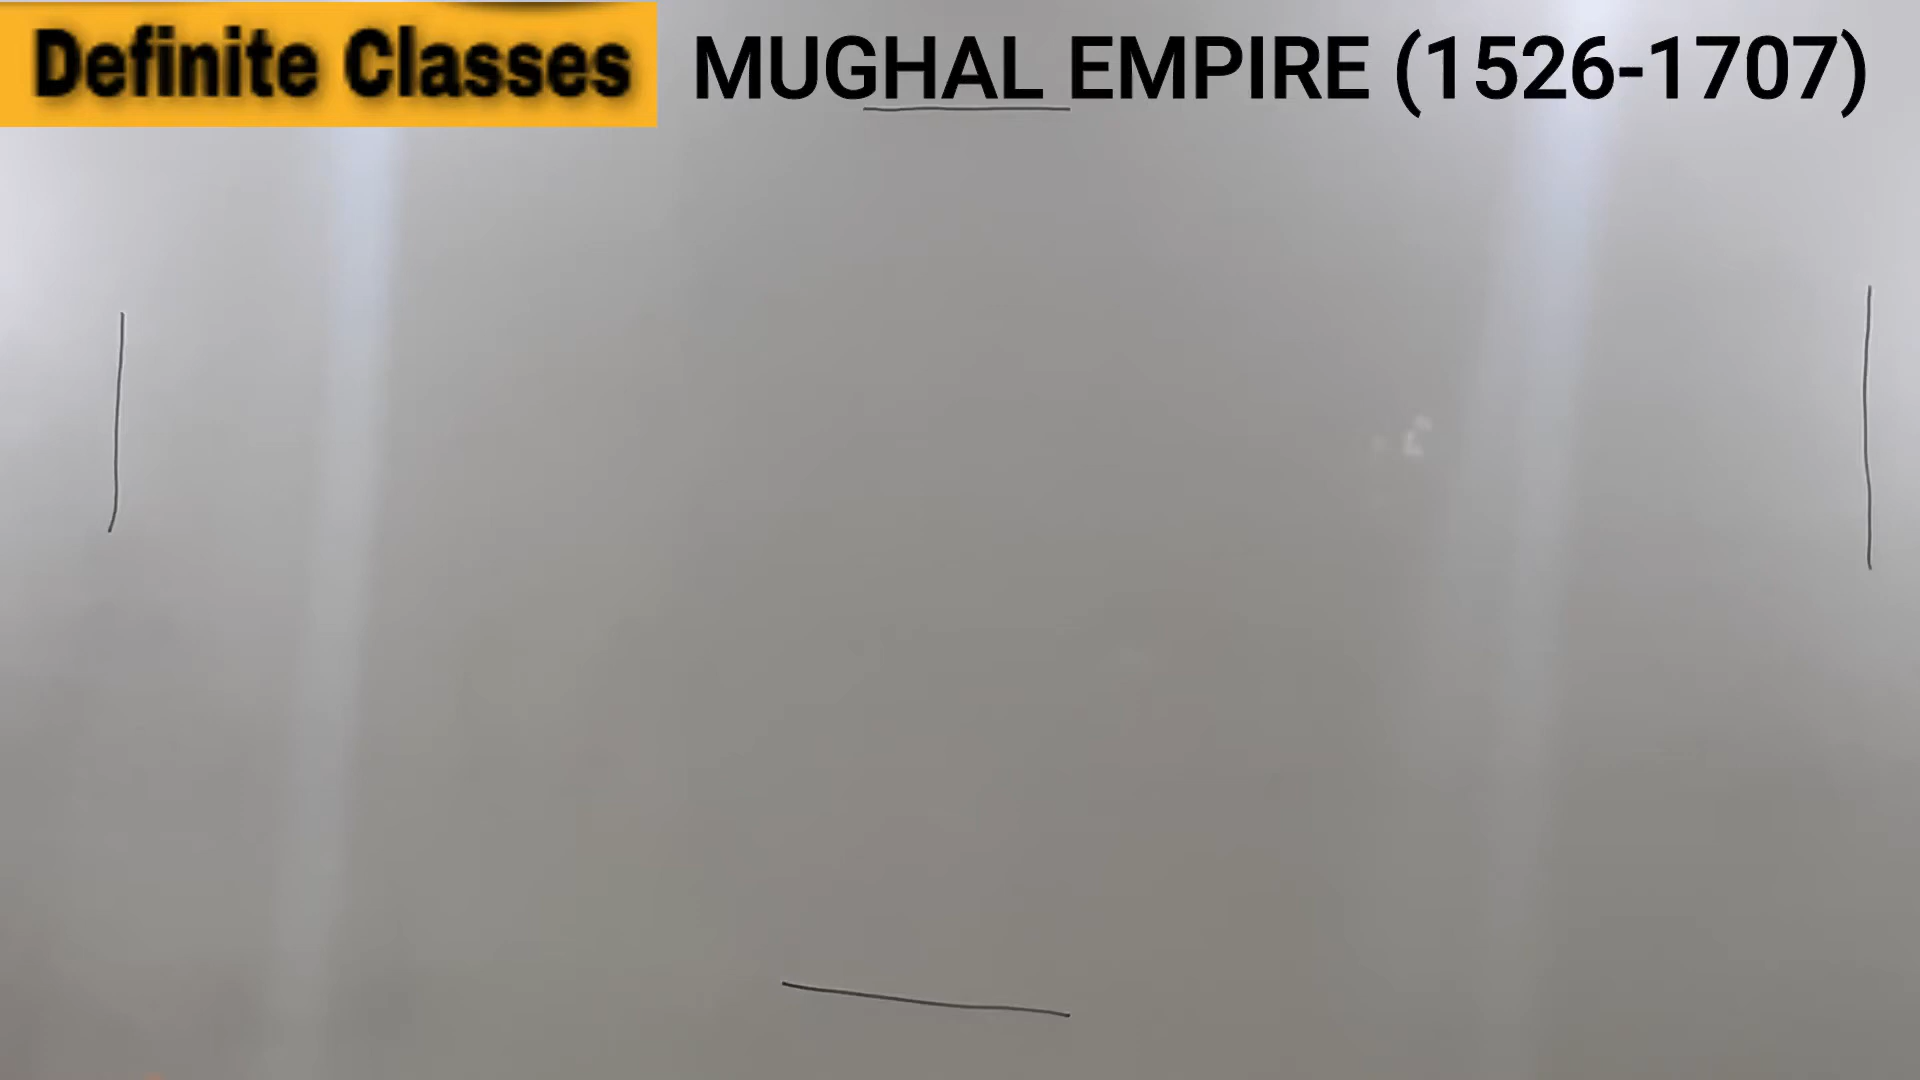 Definite Classes MUGHAL EMPIRE (1526-1707)